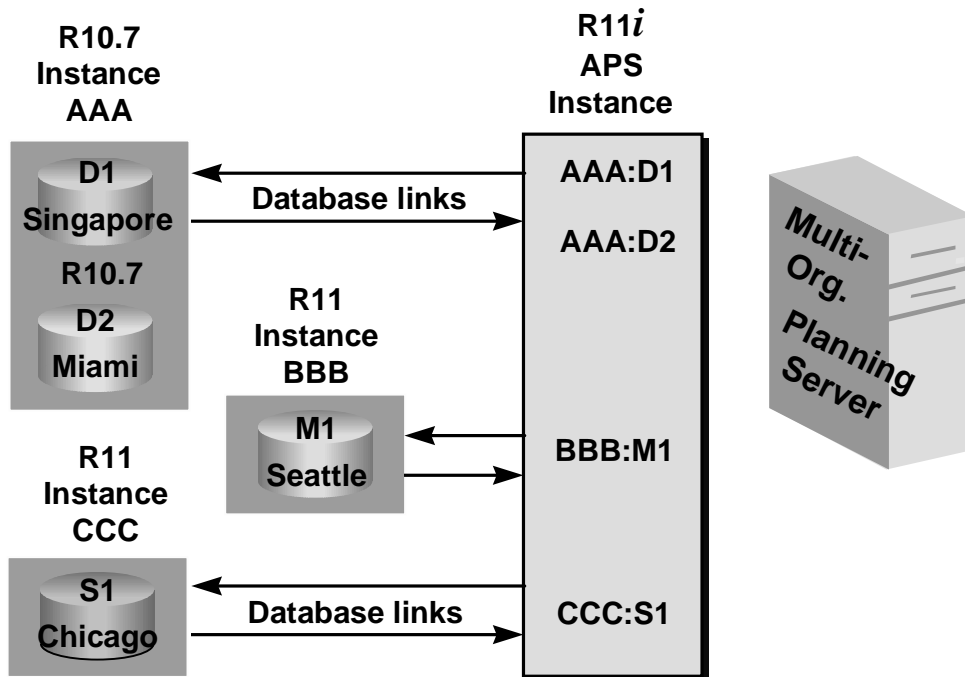 R10.7
Instance
AAA
D1
Singapore
R10.7
D2
Miami
Database links
R11
Instance
BBB
M1
Seattle
R11
Instance
CCC
S1
Chicago
Database links
R11i
APS
Instance
AAA:D1
AAA:D2
BBB:M1
CCC:S1
Multi-
Org.
Planning
Server